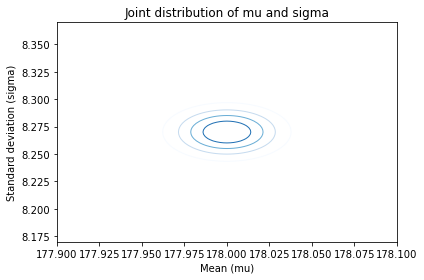 Joint distribution of mu and sigma
Standard deviation (sigma)
8.350
8.325
8.300
8.275
8.250
8.225
8.200
8.175
177.900 177.925 177.950 177.975 178.000 178.025 178.050 178.075 178.100
Mean (mu)